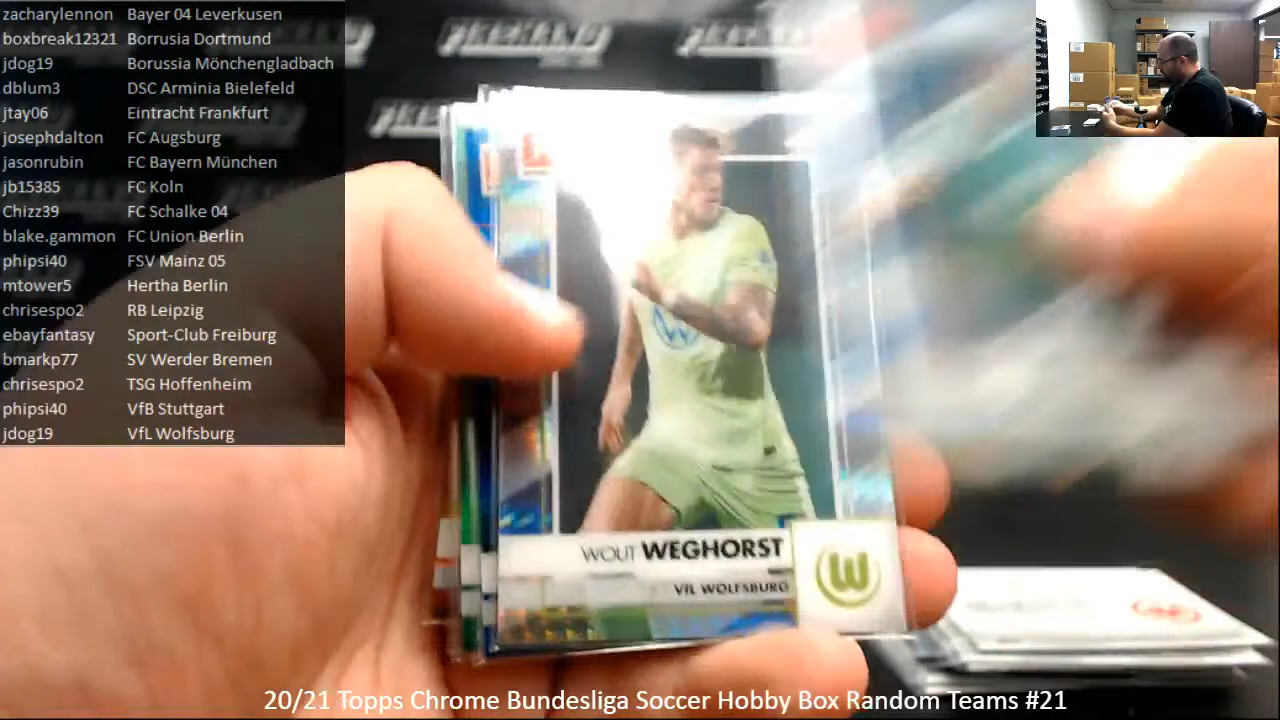 zacharylennon Bayer 04 Leverkusen
boxbreak12321 Borrusia Dortmund
jdog19 Borussia Mönchengladbach
dblum3 DSC Arminia Bielefeld
jtay06 Eintracht Frankfurt
josephdalton FC Augsburg
jasonrubin FC Bayern München
jb15385 FC Koln
Chizz39 FC Schalke 04
blake.gammon FC Union Berlin
phipsi40 FSV Mainz 05
mtower5 Hertha Berlin
chrisespo2 RB Leipzig
ebayfantasy Sport-Club Freiburg
bmarkp77 SV Werder Bremen
chrisespo2 TSG Hoffenheim
phipsi40 VfB Stuttgart
jdog19 VfL Wolfsburg
WOUT WEGHORST
VfL WOLFSBURG
W
20/21 Topps Chrome Bundesliga Soccer Hobby Box Random Teams #21